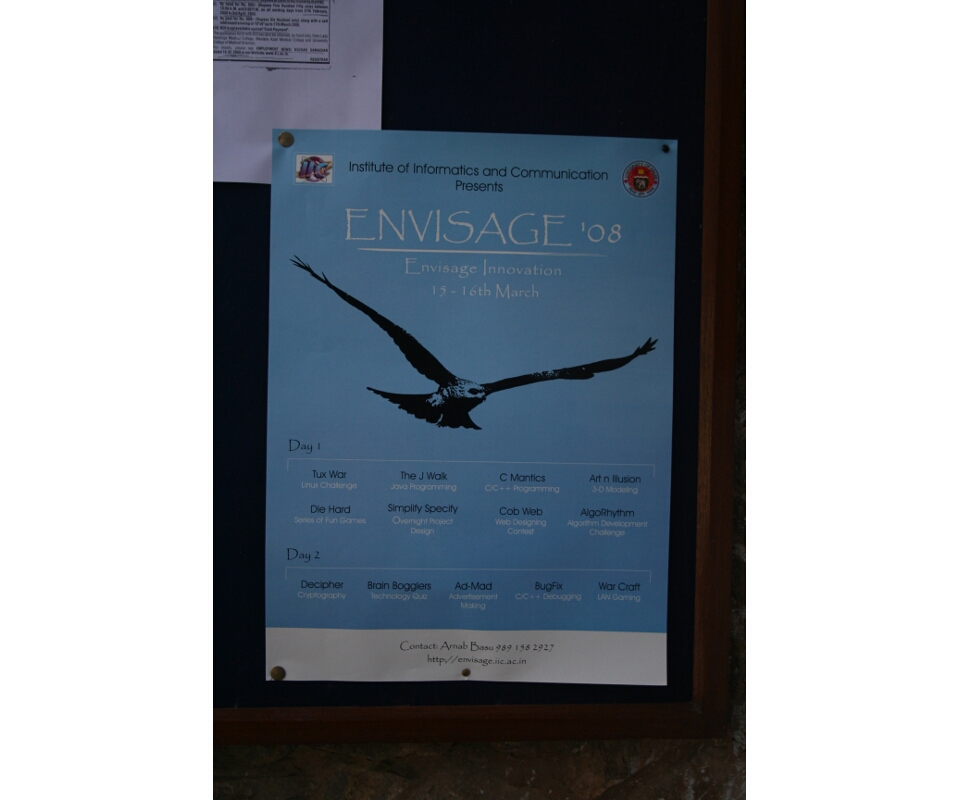 Institute of Informatics and Communication
Presents
ENVISAGE '08
Envisage Innovation
15 - 16th March
Day 1
Tux War
Linux Challenge
The J Walk
Java Programming
C Mantics
C/C++ Programming
Art n Illusion
3-D Modeling
Die Hard
Series of Fun Games
Simplify Specify
Overnight Project
Design
Cob Web
Web Designing
Contest
AlgoRhythm
Algorithm Development
Challenge
Day 2
Decipher
Cryptography
Brain Bogglers
Technology Quiz
Ad-Mad
Advertisement
Making
BugFix
C/C++ Debugging
War Craft
LAN Gaming
Contact: Arnab Basu 989 158 2927
http://envisage.iic.ac.in